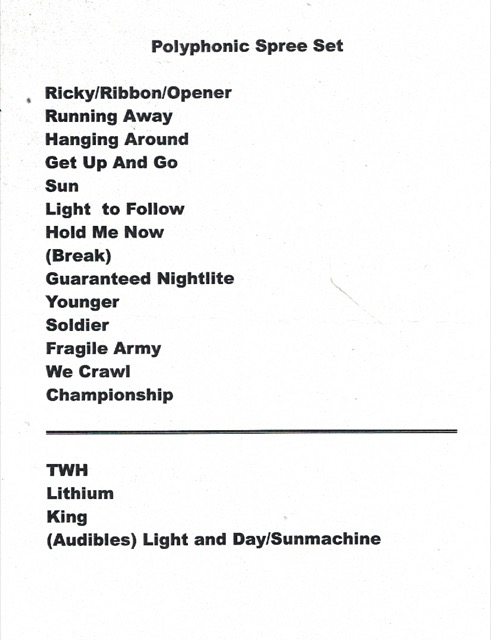 Polyphonic Spree Set
Ricky/Ribbon/Opener
Running Away
Hanging Around
Get Up And Go
Sun
Light  to Follow
Hold Me Now
(Break)
Guaranteed Nightlite
Younger
Soldier
Fragile Army
We Crawl
Championship
TWH
Lithium
King
(Audibles) Light and Day/Sunmachine